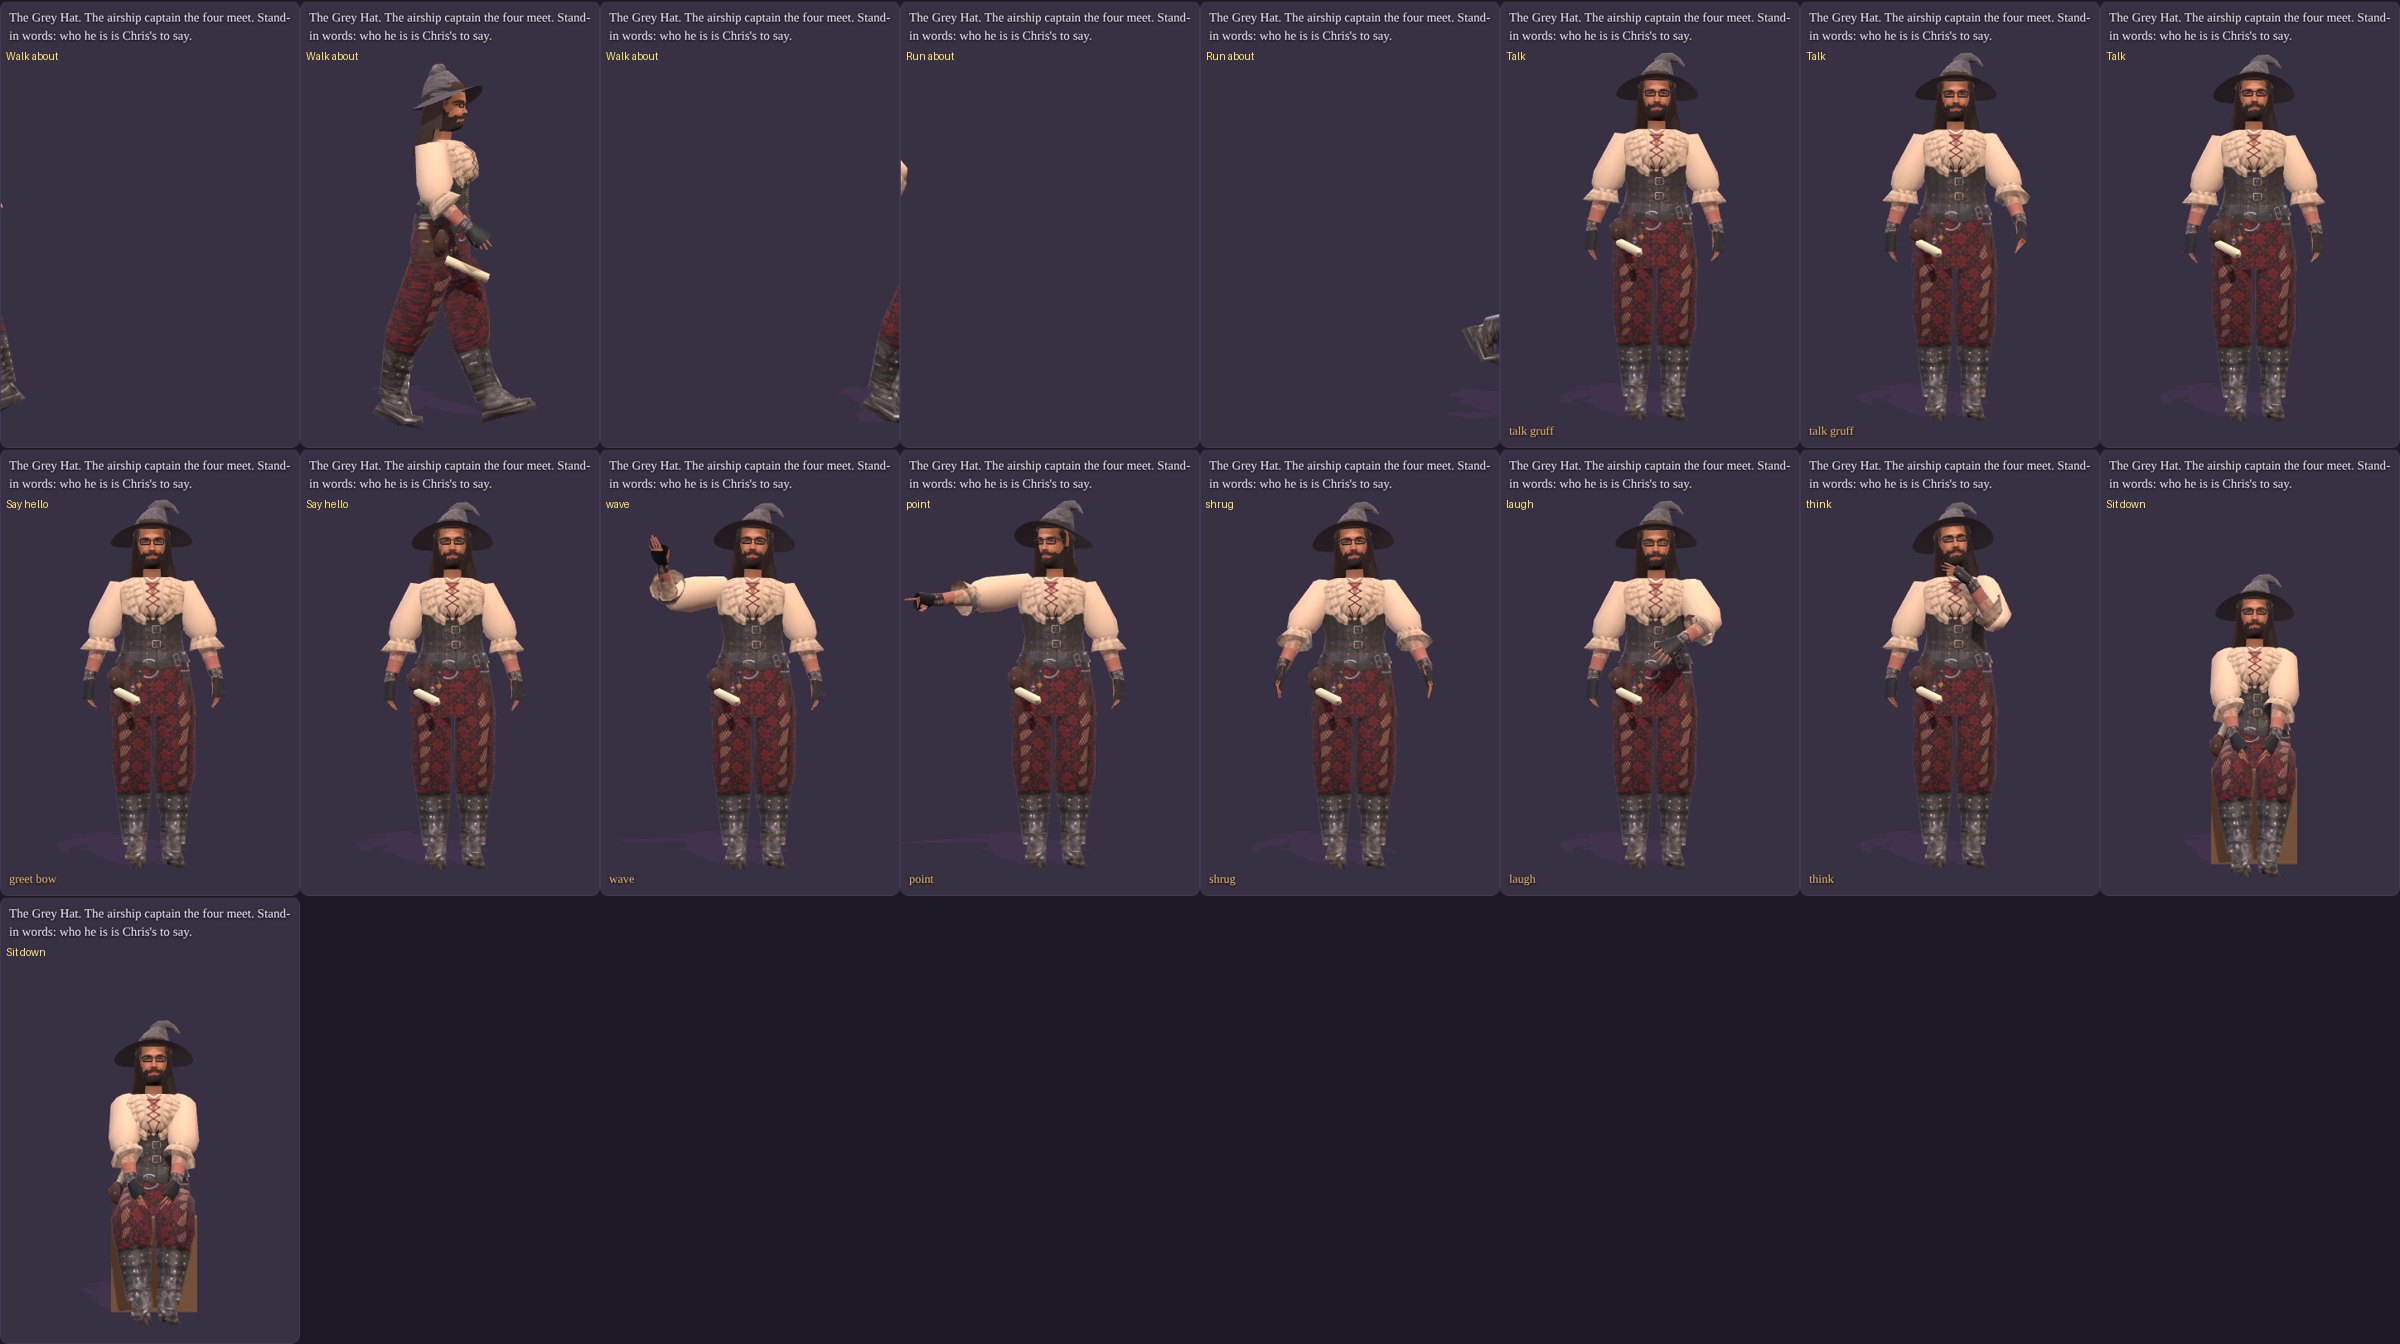 The Grey Hat. The airship captain the four meet. Stand-
in words: who he is is Chris's to say.
Walk about
The Grey Hat. The airship captain the four meet. Stand-
in words: who he is is Chris's to say.
Walk about
The Grey Hat. The airship captain the four meet. Stand-
in words: who he is is Chris's to say.
Walk about
The Grey Hat. The airship captain the four meet. Stand-
in words: who he is is Chris's to say.
Run about
The Grey Hat. The airship captain the four meet. Stand-
in words: who he is is Chris's to say.
Run about
The Grey Hat. The airship captain the four meet. Stand-
in words: who he is is Chris's to say.
Talk
talk gruff
The Grey Hat. The airship captain the four meet. Stand-
in words: who he is is Chris's to say.
Talk
talk gruff
The Grey Hat. The airship captain the four meet. Stand-
in words: who he is is Chris's to say.
Talk
The Grey Hat. The airship captain the four meet. Stand-
in words: who he is is Chris's to say.
Say hello
greet bow
The Grey Hat. The airship captain the four meet. Stand-
in words: who he is is Chris's to say.
Say hello
The Grey Hat. The airship captain the four meet. Stand-
in words: who he is is Chris's to say.
wave
wave
The Grey Hat. The airship captain the four meet. Stand-
in words: who he is is Chris's to say.
point
point
The Grey Hat. The airship captain the four meet. Stand-
in words: who he is is Chris's to say.
shrug
shrug
The Grey Hat. The airship captain the four meet. Stand-
in words: who he is is Chris's to say.
laugh
laugh
The Grey Hat. The airship captain the four meet. Stand-
in words: who he is is Chris's to say.
think
think
The Grey Hat. The airship captain the four meet. Stand-
in words: who he is is Chris's to say.
Sit down
The Grey Hat. The airship captain the four meet. Stand-
in words: who he is is Chris's to say.
Sit down